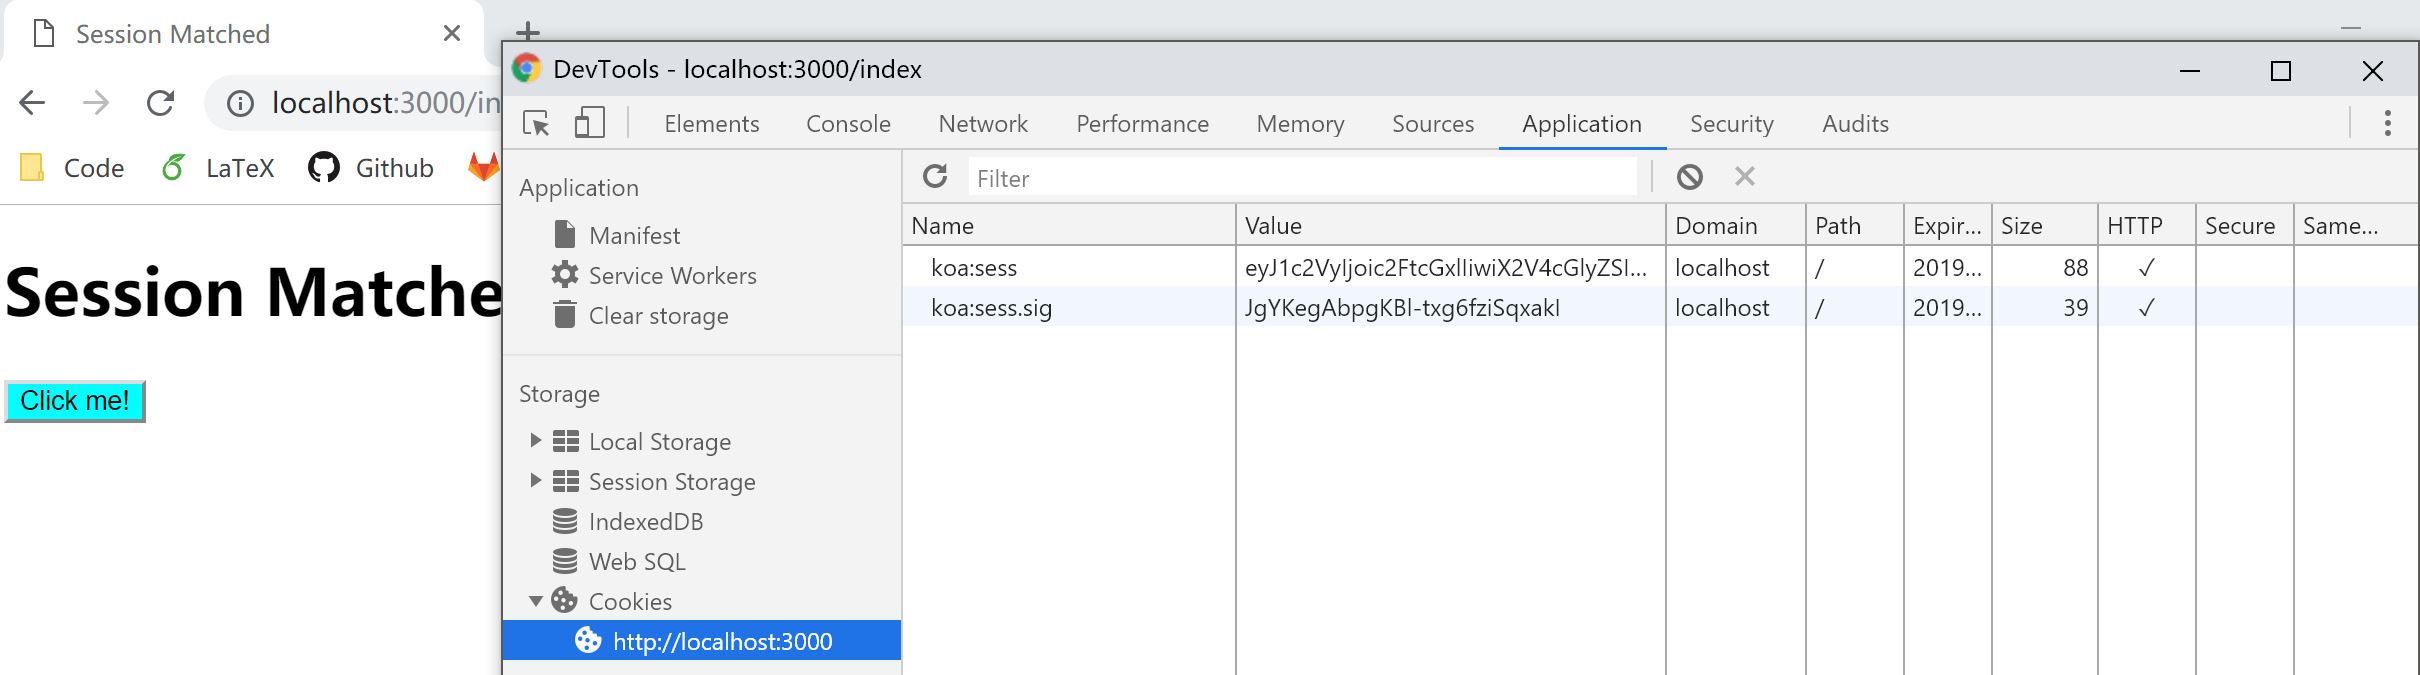 Session Matched
DevTools - localhost:3000/index
localhost:3000/in
Elements Console Network Performance Memory Sources Application Security Audits
Code LaTeX Github
Application
Filter
Manifest
Service Workers
Clear storage
Name Value Domain Path Expir... Size HTTP Secure Same...
koa:sess eyJ1c2VyIjoic2FtcGxlIiwiX2V4cGlyZSI... localhost / 2019... 88 ✓
koa:sess.sig JgYKegAbpgKBl-txg6fziSqxakI localhost / 2019... 39 ✓
Session Matche
Click me!
Storage
Local Storage
Session Storage
IndexedDB
Web SQL
Cookies
http://localhost:3000